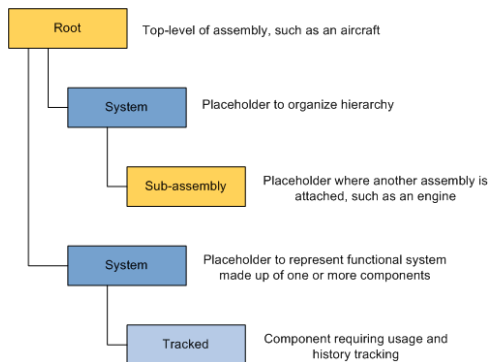 Root
Top-level of assembly, such as an aircraft
System
Placeholder to organize hierarchy
Sub-assembly
Placeholder where another assembly is
attached, such as an engine
System
Placeholder to represent functional system
made up of one or more components
Tracked
Component requiring usage and
history tracking